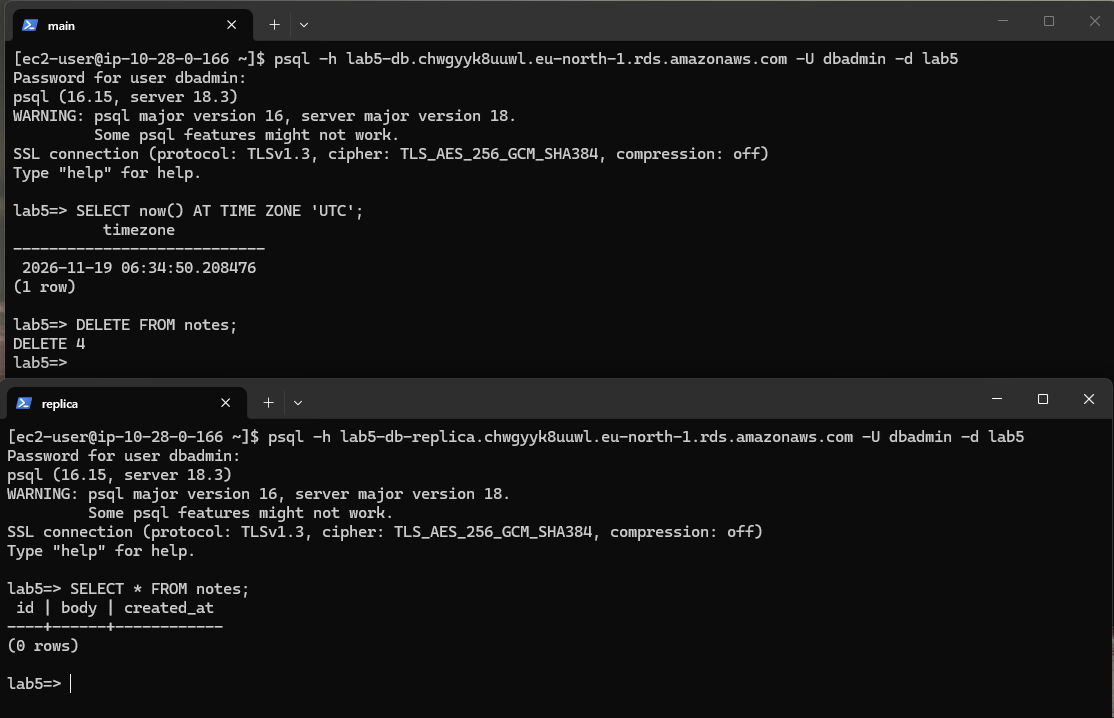 main
[ec2-user@ip-10-28-0-166 ~]$ psql -h lab5-db.chwgyyk8uuwl.eu-north-1.rds.amazonaws.com -U dbadmin -d lab5
Password for user dbadmin:
psql (16.15, server 18.3)
WARNING: psql major version 16, server major version 18.
         Some psql features might not work.
SSL connection (protocol: TLSv1.3, cipher: TLS_AES_256_GCM_SHA384, compression: off)
Type "help" for help.
lab5=> SELECT now() AT TIME ZONE 'UTC';
          timezone
----------------------------
 2026-11-19 06:34:50.208476
(1 row)
lab5=> DELETE FROM notes;
DELETE 4
lab5=>
replica
[ec2-user@ip-10-28-0-166 ~]$ psql -h lab5-db-replica.chwgyyk8uuwl.eu-north-1.rds.amazonaws.com -U dbadmin -d lab5
Password for user dbadmin:
psql (16.15, server 18.3)
WARNING: psql major version 16, server major version 18.
         Some psql features might not work.
SSL connection (protocol: TLSv1.3, cipher: TLS_AES_256_GCM_SHA384, compression: off)
Type "help" for help.
lab5=> SELECT * FROM notes;
 id | body | created_at
----+------+------------
(0 rows)
lab5=>